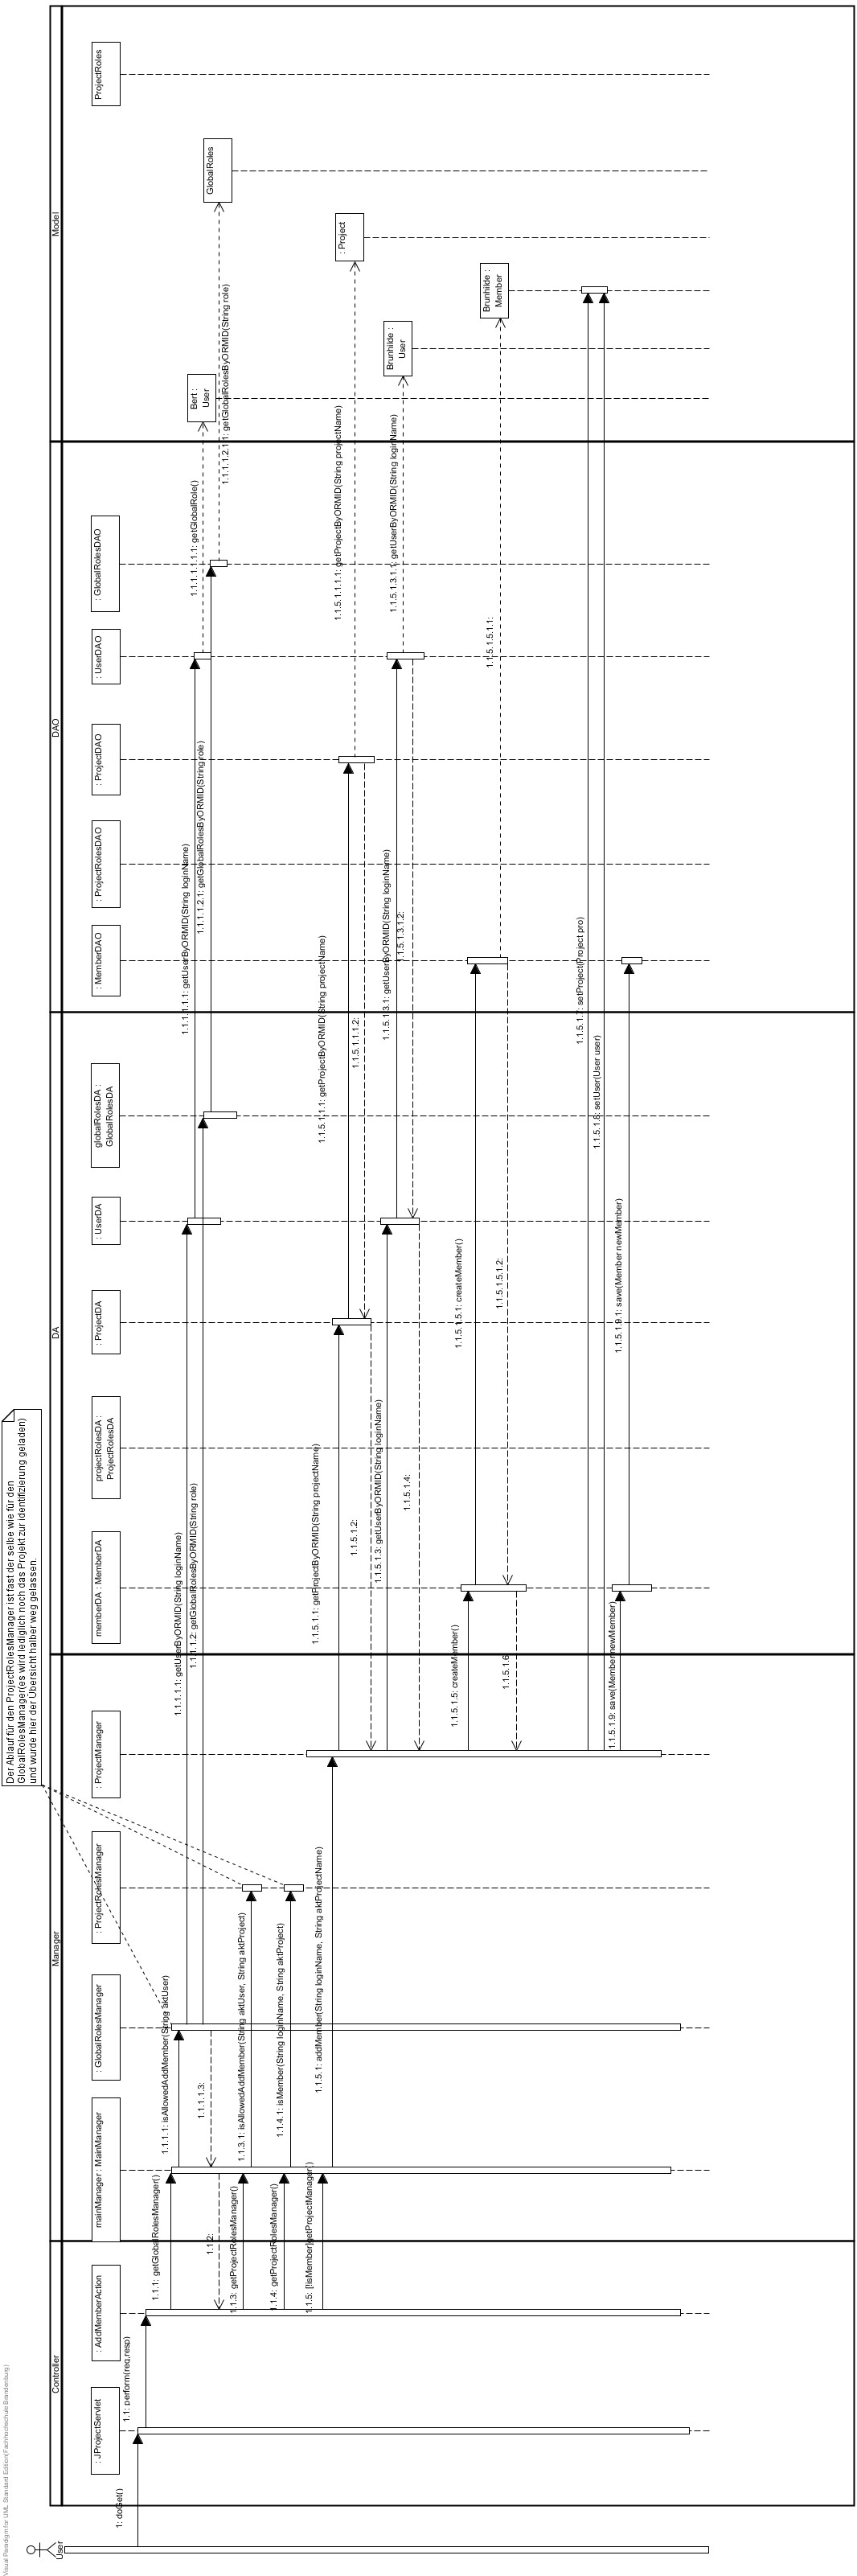 Visual Paradigm for UML Standard Edition(Fachhochschule Brandenburg)
Der Ablauf für den ProjectRolesManager ist fast der selbe wie für den
GlobalRolesManager(es wird lediglich noch das Projekt zur identifizierung geladen)
und wurde hier der Übersicht halber weg gelassen.
Controller
Manager
DA
DAO
Model
User
: JProjectServlet
: AddMemberAction
mainManager : MainManager
: GlobalRolesManager
: ProjectRolesManager
: ProjectManager
memberDA : MemberDA
projectRolesDA :
ProjectRolesDA
: ProjectDA
: UserDA
globalRolesDA :
GlobalRolesDA
: MemberDAO
: ProjectRolesDAO
: ProjectDAO
: UserDAO
: GlobalRolesDAO
Bert :
User
Brunhilde :
User
Brunhilde :
Member
: Project
GlobalRoles
ProjectRoles
1: doGet()
1.1: perform(req,resp)
1.1.1: getGlobalRolesManager()
1.1.1.1: isAllowedAddMember(String aktUser)
1.1.1.1.1: getUserByORMID(String loginName)
1.1.1.1.1.1: getUserByORMID(String loginName)
1.1.1.1.1.1.1: getGlobalRole()
1.1.1.1.2: getGlobalRolesByORMID(String role)
1.1.1.1.2.1: getGlobalRolesByORMID(String role)
1.1.1.1.2.1.1: getGlobalRolesByORMID(String role)
1.1.1.1.3:
1.1.2:
1.1.3: getProjectRolesManager()
1.1.3.1: isAllowedAddMember(String aktUser, String aktProject)
1.1.4: getProjectRolesManager()
1.1.4.1: isMember(String loginName, String aktProject)
1.1.5: [!isMember]getProjectManager()
1.1.5.1: addMember(String loginName, String aktProjectName)
1.1.5.1.1: getProjectByORMID(String projectName)
1.1.5.1.1.1: getProjectByORMID(String projectName)
1.1.5.1.1.1.1: getProjectByORMID(String projectName)
1.1.5.1.1.2:
1.1.5.1.2:
1.1.5.1.3: getUserByORMID(String loginName)
1.1.5.1.3.1: getUserByORMID(String loginName)
1.1.5.1.3.1.1: getUserByORMID(String loginName)
1.1.5.1.3.1.2:
1.1.5.1.4:
1.1.5.1.5: createMember()
1.1.5.1.5.1: createMember()
1.1.5.1.5.1.1:
1.1.5.1.5.1.2:
1.1.5.1.6:
1.1.5.1.7: setProject(Project pro)
1.1.5.1.8: setUser(User user)
1.1.5.1.9: save(Member newMember)
1.1.5.1.9.1: save(Member newMember)